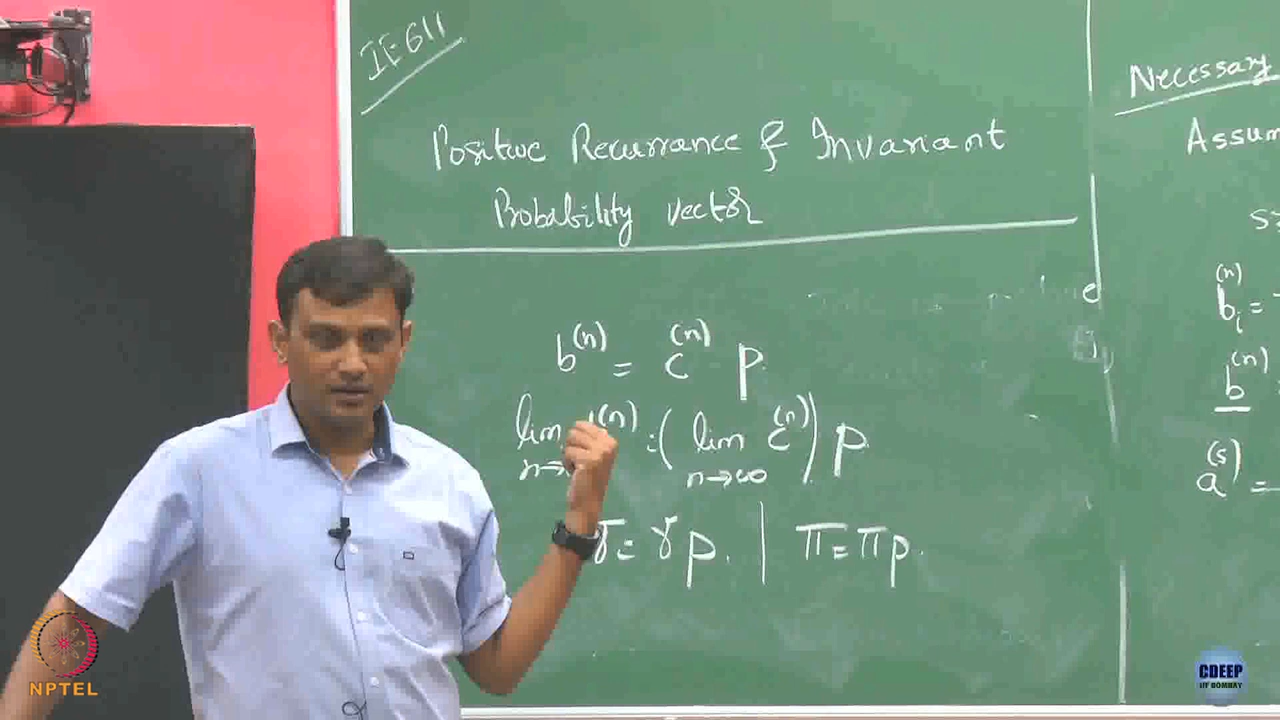 IE 611
Positive Recurrance & Invariant
Probability vector
b^(n) = c^(n) P
lim n→ (n) = ( lim n→∞ c^(n) ) P
γ = γ P. | π = π P.
Necessary
Assum
b_i^(n) =
b^(n)
a^(s) =
NPTEL
CDEEP
IIT BOMBAY